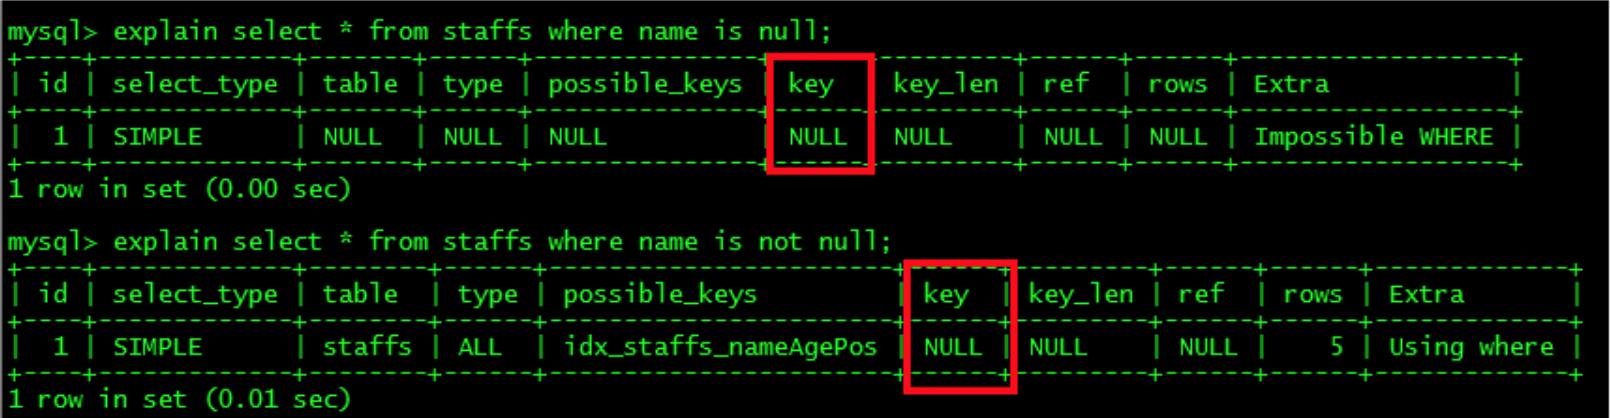 mysql> explain select * from staffs where name is null;
+----+-------------+-------+------+---------------+------+---------+------+------+------------------+
| id | select_type | table | type | possible_keys | key | key_len | ref | rows | Extra |
+----+-------------+-------+------+---------------+------+---------+------+------+------------------+
| 1 | SIMPLE | NULL | NULL | NULL | NULL | NULL | NULL | NULL | Impossible WHERE |
+----+-------------+-------+------+---------------+------+---------+------+------+------------------+
1 row in set (0.00 sec)
mysql> explain select * from staffs where name is not null;
+----+-------------+--------+------+-----------------------+------+---------+------+------+-------------+
| id | select_type | table | type | possible_keys | key | key_len | ref | rows | Extra |
+----+-------------+--------+------+-----------------------+------+---------+------+------+-------------+
| 1 | SIMPLE | staffs | ALL | idx_staffs_nameAgePos | NULL | NULL | NULL | 5 | Using where |
+----+-------------+--------+------+-----------------------+------+---------+------+------+-------------+
1 row in set (0.01 sec)